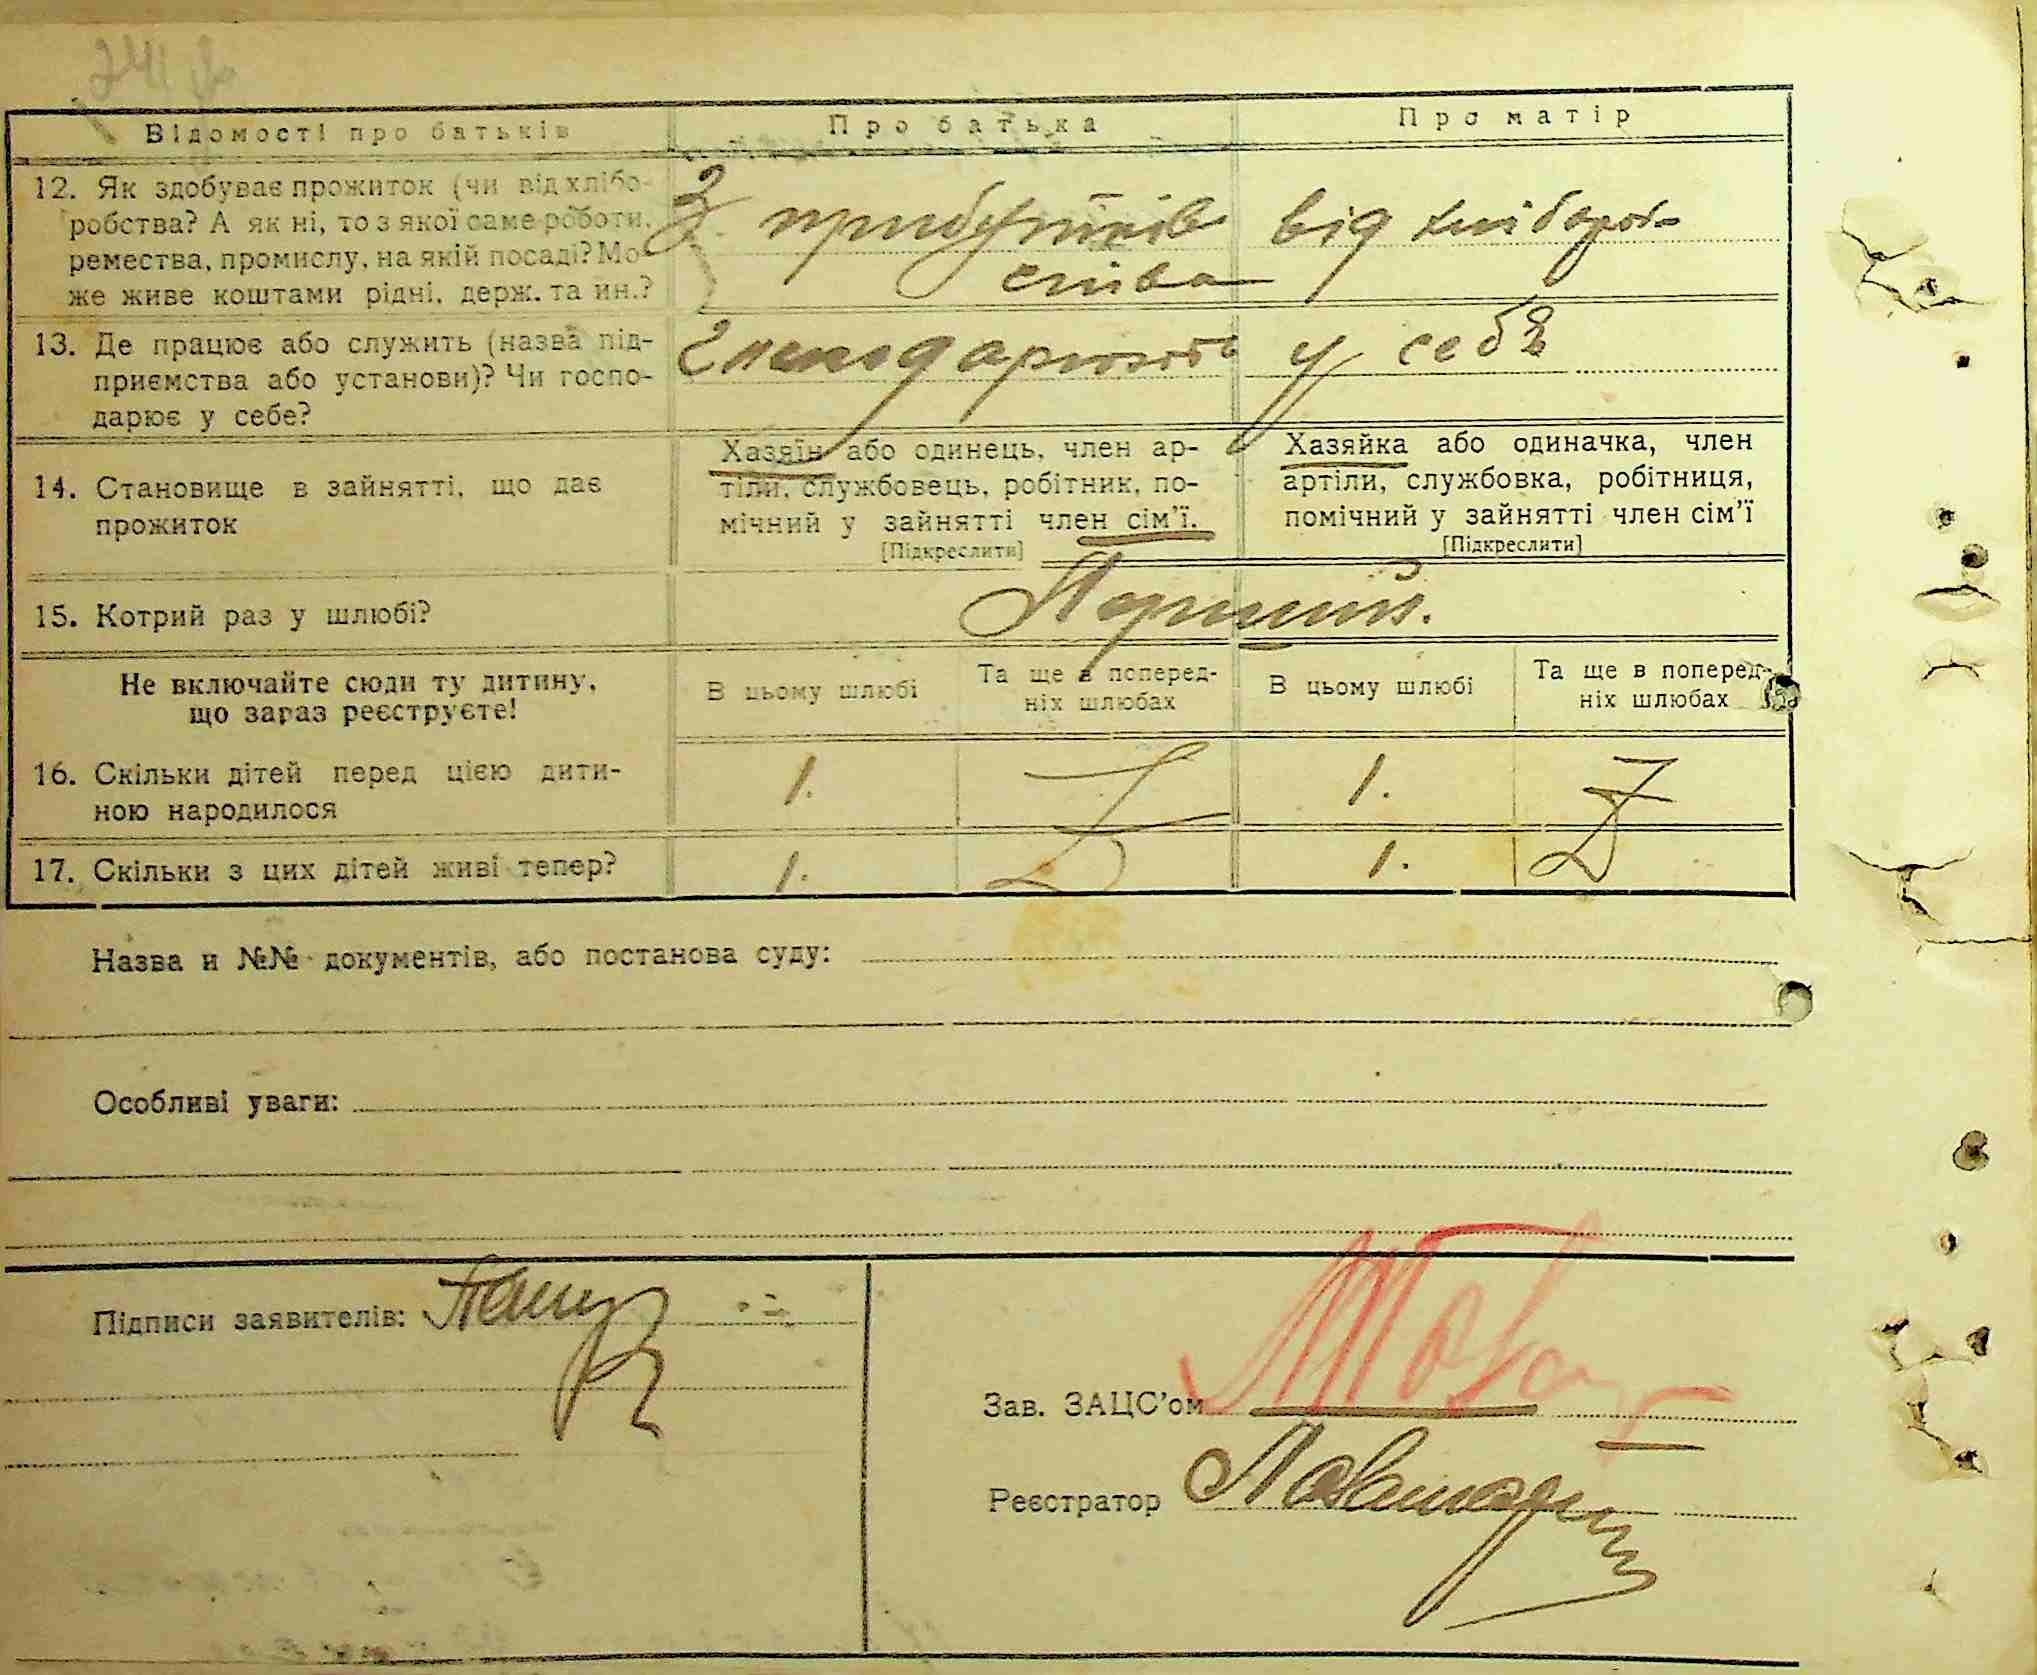 Відомості про батьків Про батька Про матір
12. Як здобуває прожиток (чи від хлібо-
робства? А як ні, то з якої саме роботи,
ремества, промислу, на якій посаді? Мо-
же живе коштами рідні, держ. та ин.?
З прибутків від хлібороб-
ства
13. Де працює або служить (назва під-
приємства або установи)? Чи госпо-
дарює у себе?
у себе
14. Становище в зайнятті, що дає
прожиток
Хазяїн або одинець, член ар-
тіли, службовець, робітник, по-
мічний у зайнятті член сім'ї.
[Підкреслити]
Хазяйка або одиначка, член
артіли, службовка, робітниця,
помічний у зайнятті член сім'ї
[Підкреслити]
15. Котрий раз у шлюбі?
Перший.
Не включайте сюди ту дитину,
що зараз реєструєте!
В цьому шлюбі
Та ще в поперед-
ніх шлюбах
В цьому шлюбі
Та ще в поперед-
ніх шлюбах
16. Скільки дітей перед цією дити-
ною народилося
1. 1.
17. Скільки з цих дітей живі тепер?
1. 1.
Назва и №№ документів, або постанова суду:
Особливі уваги:
Підписи заявителів:
Зав. ЗАЦС'ом
Реєстратор